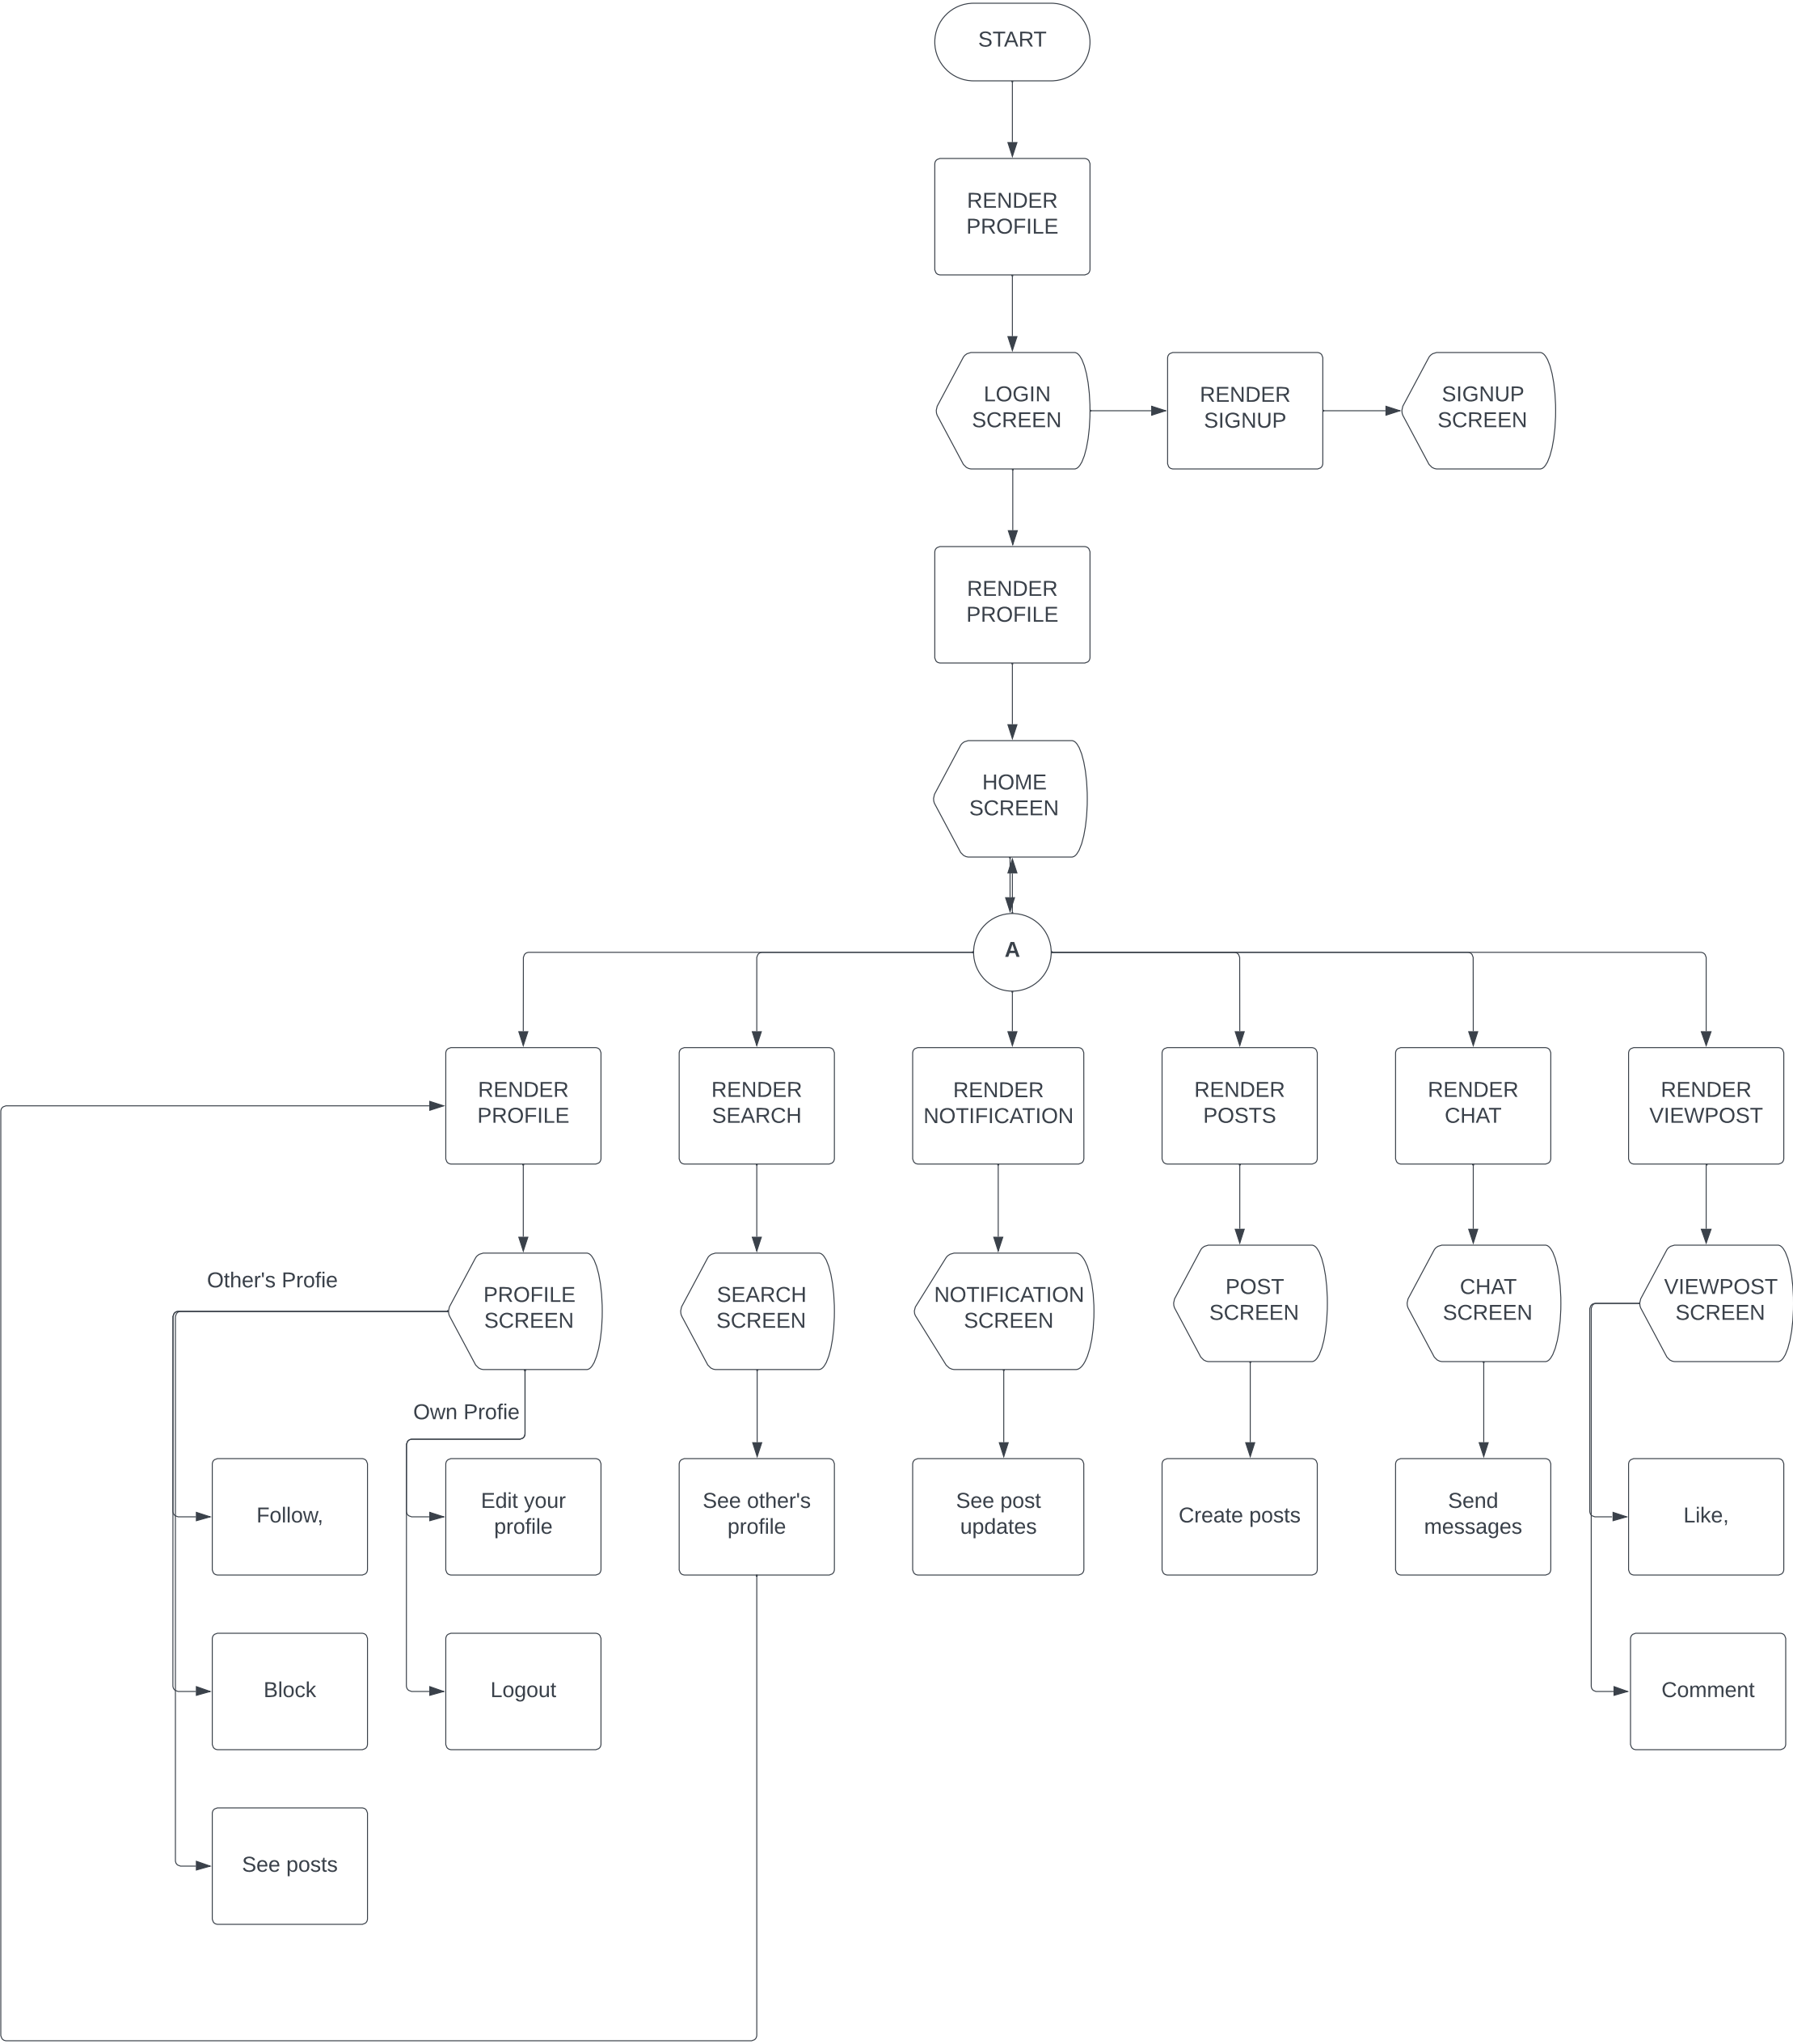 START
RENDER
PROFILE
LOGIN
SCREEN
RENDER
SIGNUP
SIGNUP
SCREEN
RENDER
PROFILE
HOME
SCREEN
A
RENDER
PROFILE
RENDER
SEARCH
RENDER
NOTIFICATION
RENDER
POSTS
RENDER
CHAT
RENDER
VIEWPOST
Other's Profie
PROFILE
SCREEN
SEARCH
SCREEN
NOTIFICATION
SCREEN
POST
SCREEN
CHAT
SCREEN
VIEWPOST
SCREEN
Own Profie
Follow,
Edit your
profile
See other's
profile
See post
updates
Create posts
Send
messages
Like,
Block
Logout
Comment
See posts